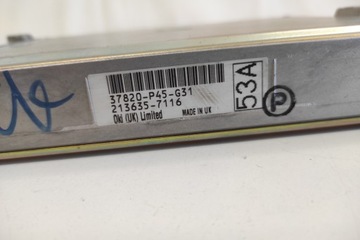 37820-P45-G31
213635-7116
Oki (UK) Limited MADE IN UK
53A
P